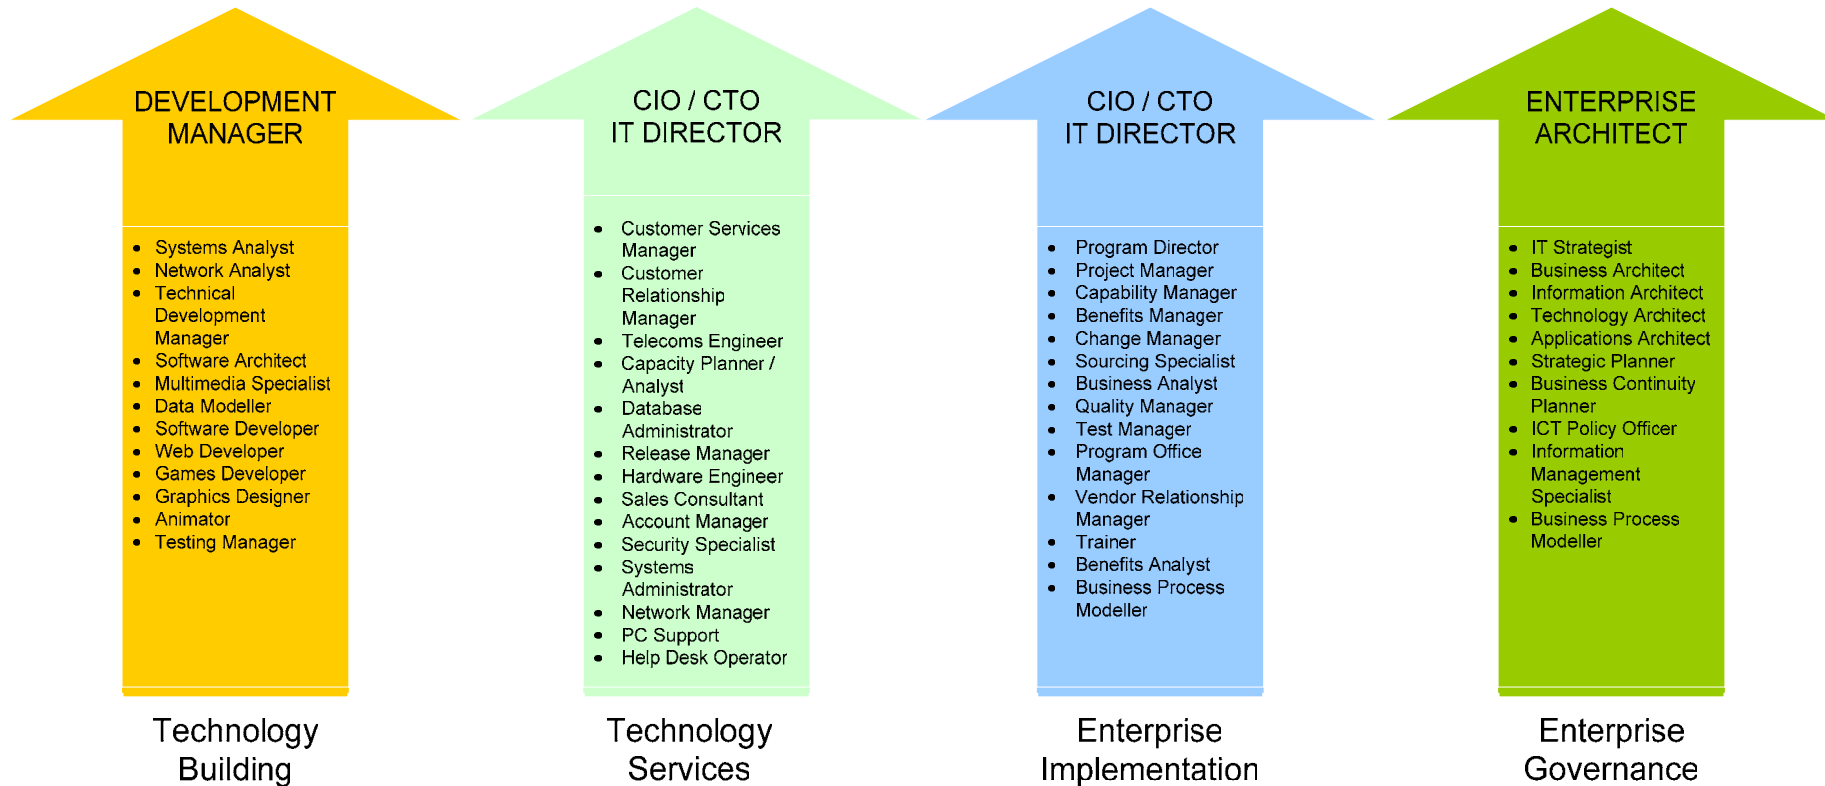 DEVELOPMENT
MANAGER
• Systems Analyst
• Network Analyst
• Technical
Development
Manager
• Software Architect
• Multimedia Specialist
• Data Modeller
• Software Developer
• Web Developer
• Games Developer
• Graphics Designer
• Animator
• Testing Manager
Technology
Building
CIO / CTO
IT DIRECTOR
• Customer Services
Manager
• Customer
Relationship
Manager
• Telecoms Engineer
• Capacity Planner /
Analyst
• Database
Administrator
• Release Manager
• Hardware Engineer
• Sales Consultant
• Account Manager
• Security Specialist
• Systems
Administrator
• Network Manager
• PC Support
• Help Desk Operator
Technology
Services
CIO / CTO
IT DIRECTOR
• Program Director
• Project Manager
• Capability Manager
• Benefits Manager
• Change Manager
• Sourcing Specialist
• Business Analyst
• Quality Manager
• Test Manager
• Program Office
Manager
• Vendor Relationship
Manager
• Trainer
• Benefits Analyst
• Business Process
Modeller
Enterprise
Implementation
ENTERPRISE
ARCHITECT
• IT Strategist
• Business Architect
• Information Architect
• Technology Architect
• Applications Architect
• Strategic Planner
• Business Continuity
Planner
• ICT Policy Officer
• Information
Management
Specialist
• Business Process
Modeller
Enterprise
Governance